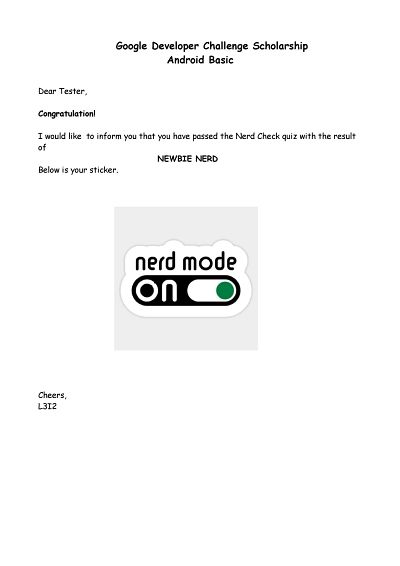 Google Developer Challenge Scholarship
Android Basic
Dear Tester,
Congratulation!
I would like to inform you that you have passed the Nerd Check quiz with the result
of
NEWBIE NERD
Below is your sticker.
nerd mode
on
Cheers,
L3I2